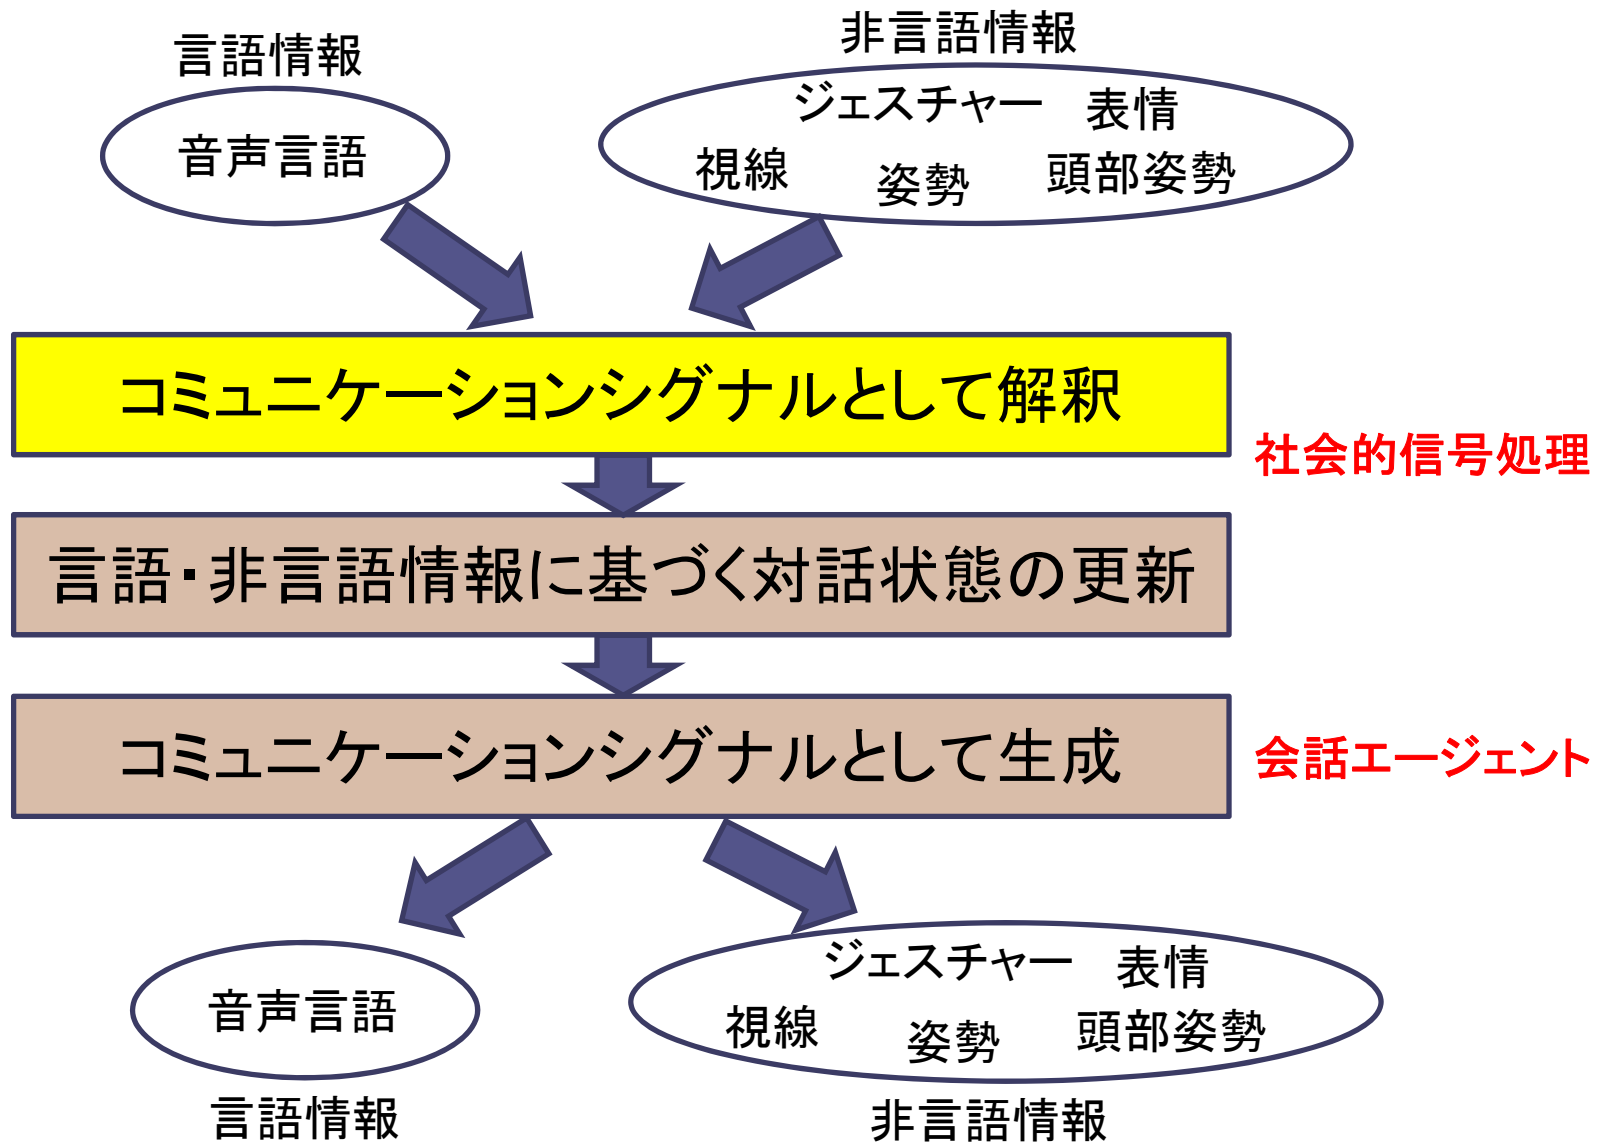 言語情報
非言語情報
音声言語
ジェスチャー
表情
視線
姿勢
頭部姿勢
コミュニケーションシグナルとして解釈
社会的信号処理
言語・非言語情報に基づく対話状態の更新
コミュニケーションシグナルとして生成
会話エージェント
音声言語
ジェスチャー
表情
視線
姿勢
頭部姿勢
言語情報
非言語情報